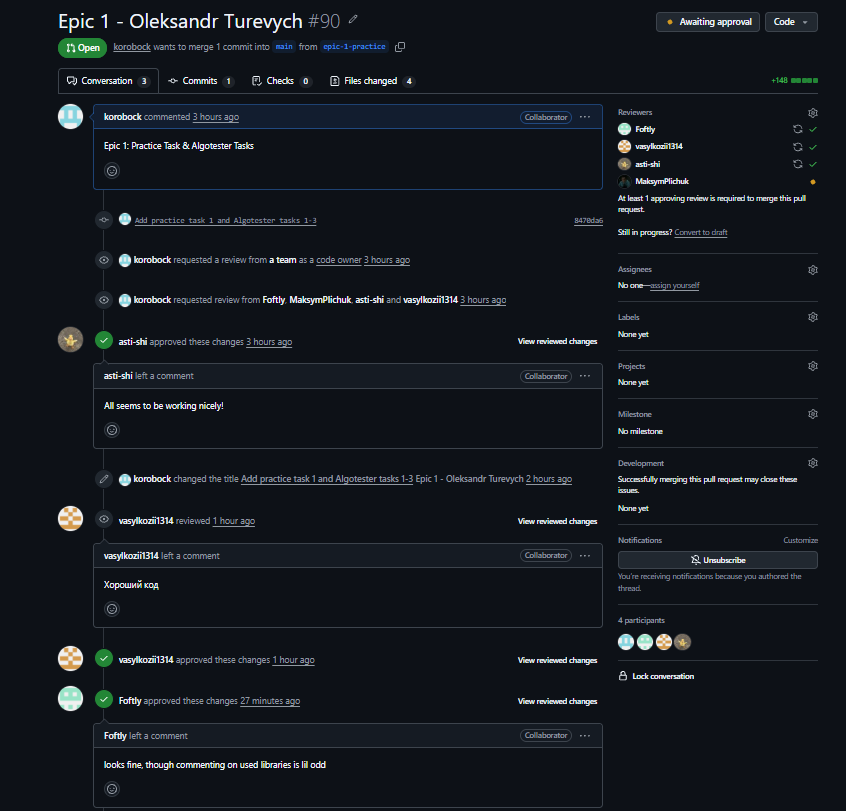 Epic 1 - Oleksandr Turevych #90
Awaiting approval
Code
Open
korobock wants to merge 1 commit into main from epic-1-practice
Conversation 3
Commits 1
Checks 0
Files changed 4
+148
korobock commented 3 hours ago
Collaborator
Epic 1: Practice Task & Algotester Tasks
Add practice task 1 and Algotester tasks 1-3
8470da6
korobock requested a review from a team as a code owner 3 hours ago
korobock requested review from Foftly, MaksymPlichuk, asti-shi and vasylkozii1314 3 hours ago
asti-shi approved these changes 3 hours ago
View reviewed changes
asti-shi left a comment
Collaborator
All seems to be working nicely!
korobock changed the title Add practice task 1 and Algotester tasks 1-3 Epic 1 - Oleksandr Turevych 2 hours ago
vasylkozii1314 reviewed 1 hour ago
View reviewed changes
vasylkozii1314 left a comment
Collaborator
Хороший код
vasylkozii1314 approved these changes 1 hour ago
View reviewed changes
Foftly approved these changes 27 minutes ago
View reviewed changes
Foftly left a comment
Collaborator
looks fine, though commenting on used libraries is lil odd
Reviewers
Foftly
vasylkozii1314
asti-shi
MaksymPlichuk
At least 1 approving review is required to merge this pull
request.
Still in progress? Convert to draft
Assignees
No one—assign yourself
Labels
None yet
Projects
None yet
Milestone
No milestone
Development
Successfully merging this pull request may close these
issues.
None yet
Notifications
Customize
Unsubscribe
You're receiving notifications because you authored the
thread.
4 participants
Lock conversation